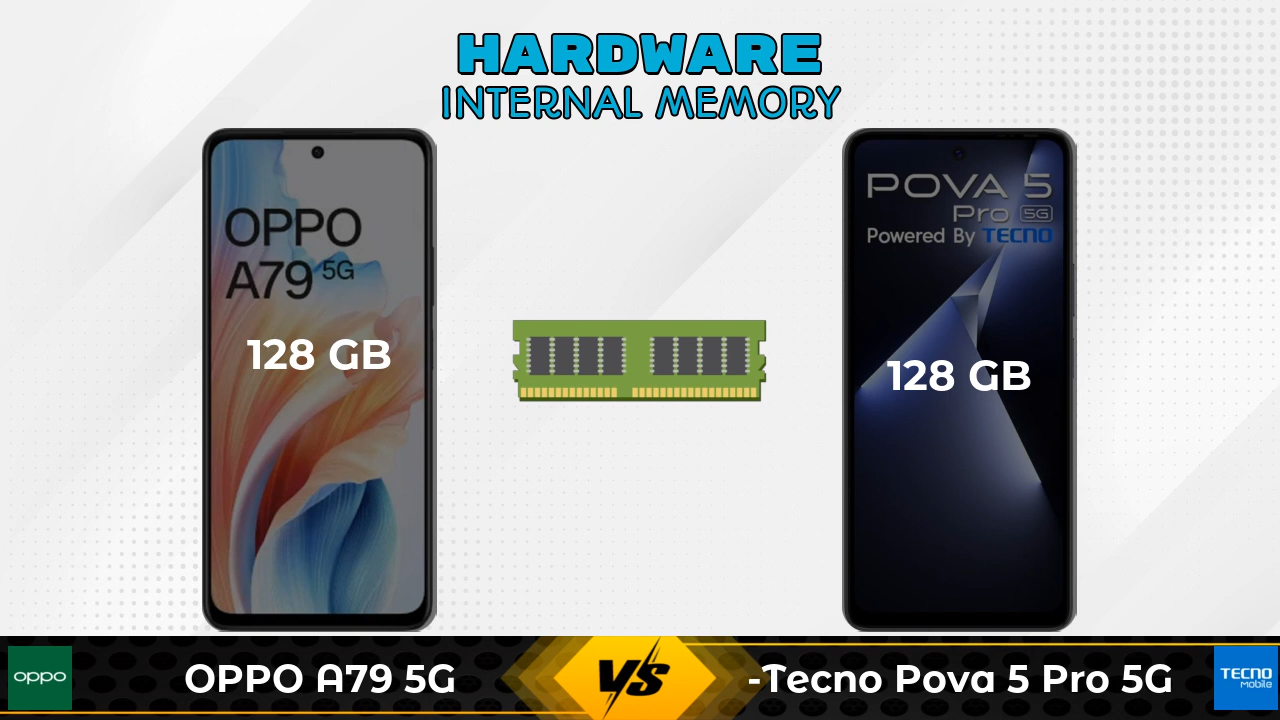 HARDWARE
INTERNAL MEMORY
OPPO
A79 5G
128 GB
POVA 5
Pro 5G
Powered By TECNO
128 GB
oppo
OPPO A79 5G
VS
-Tecno Pova 5 Pro 5G
TECNO
mobile